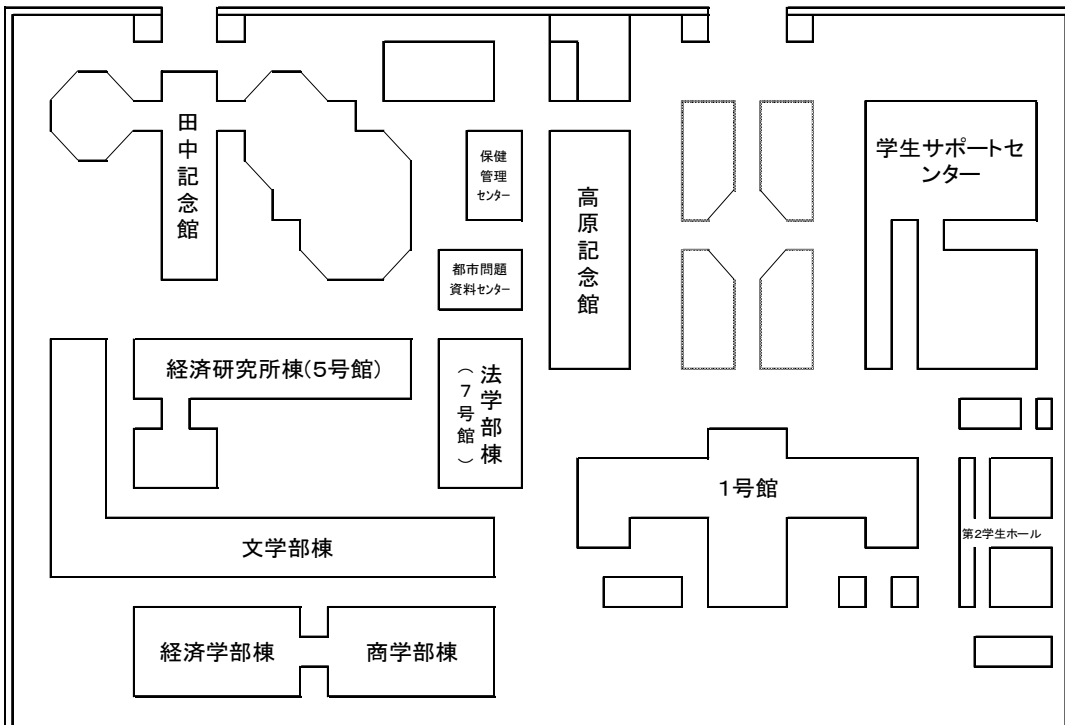 田中記念館
保健
管理
センター
高原記念館
学生サポートセ
ンター
都市問題
資料センター
経済研究所棟(5号館)
法学部棟
(7号館)
1号館
第2学生ホール
文学部棟
経済学部棟
商学部棟